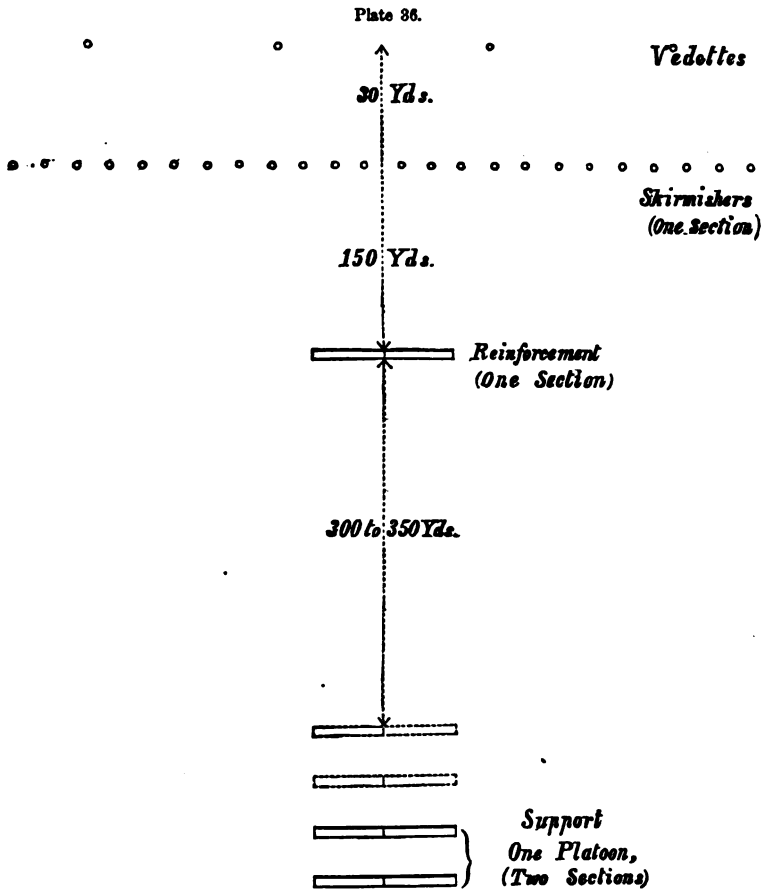 Plate 36.
Vedottes
30 Yds.
Skirmishers
(One Section)
150 Yds.
Reinforcement
(One Section)
300 to 350 Yds.
Support
One Platoon,
(Two Sections)